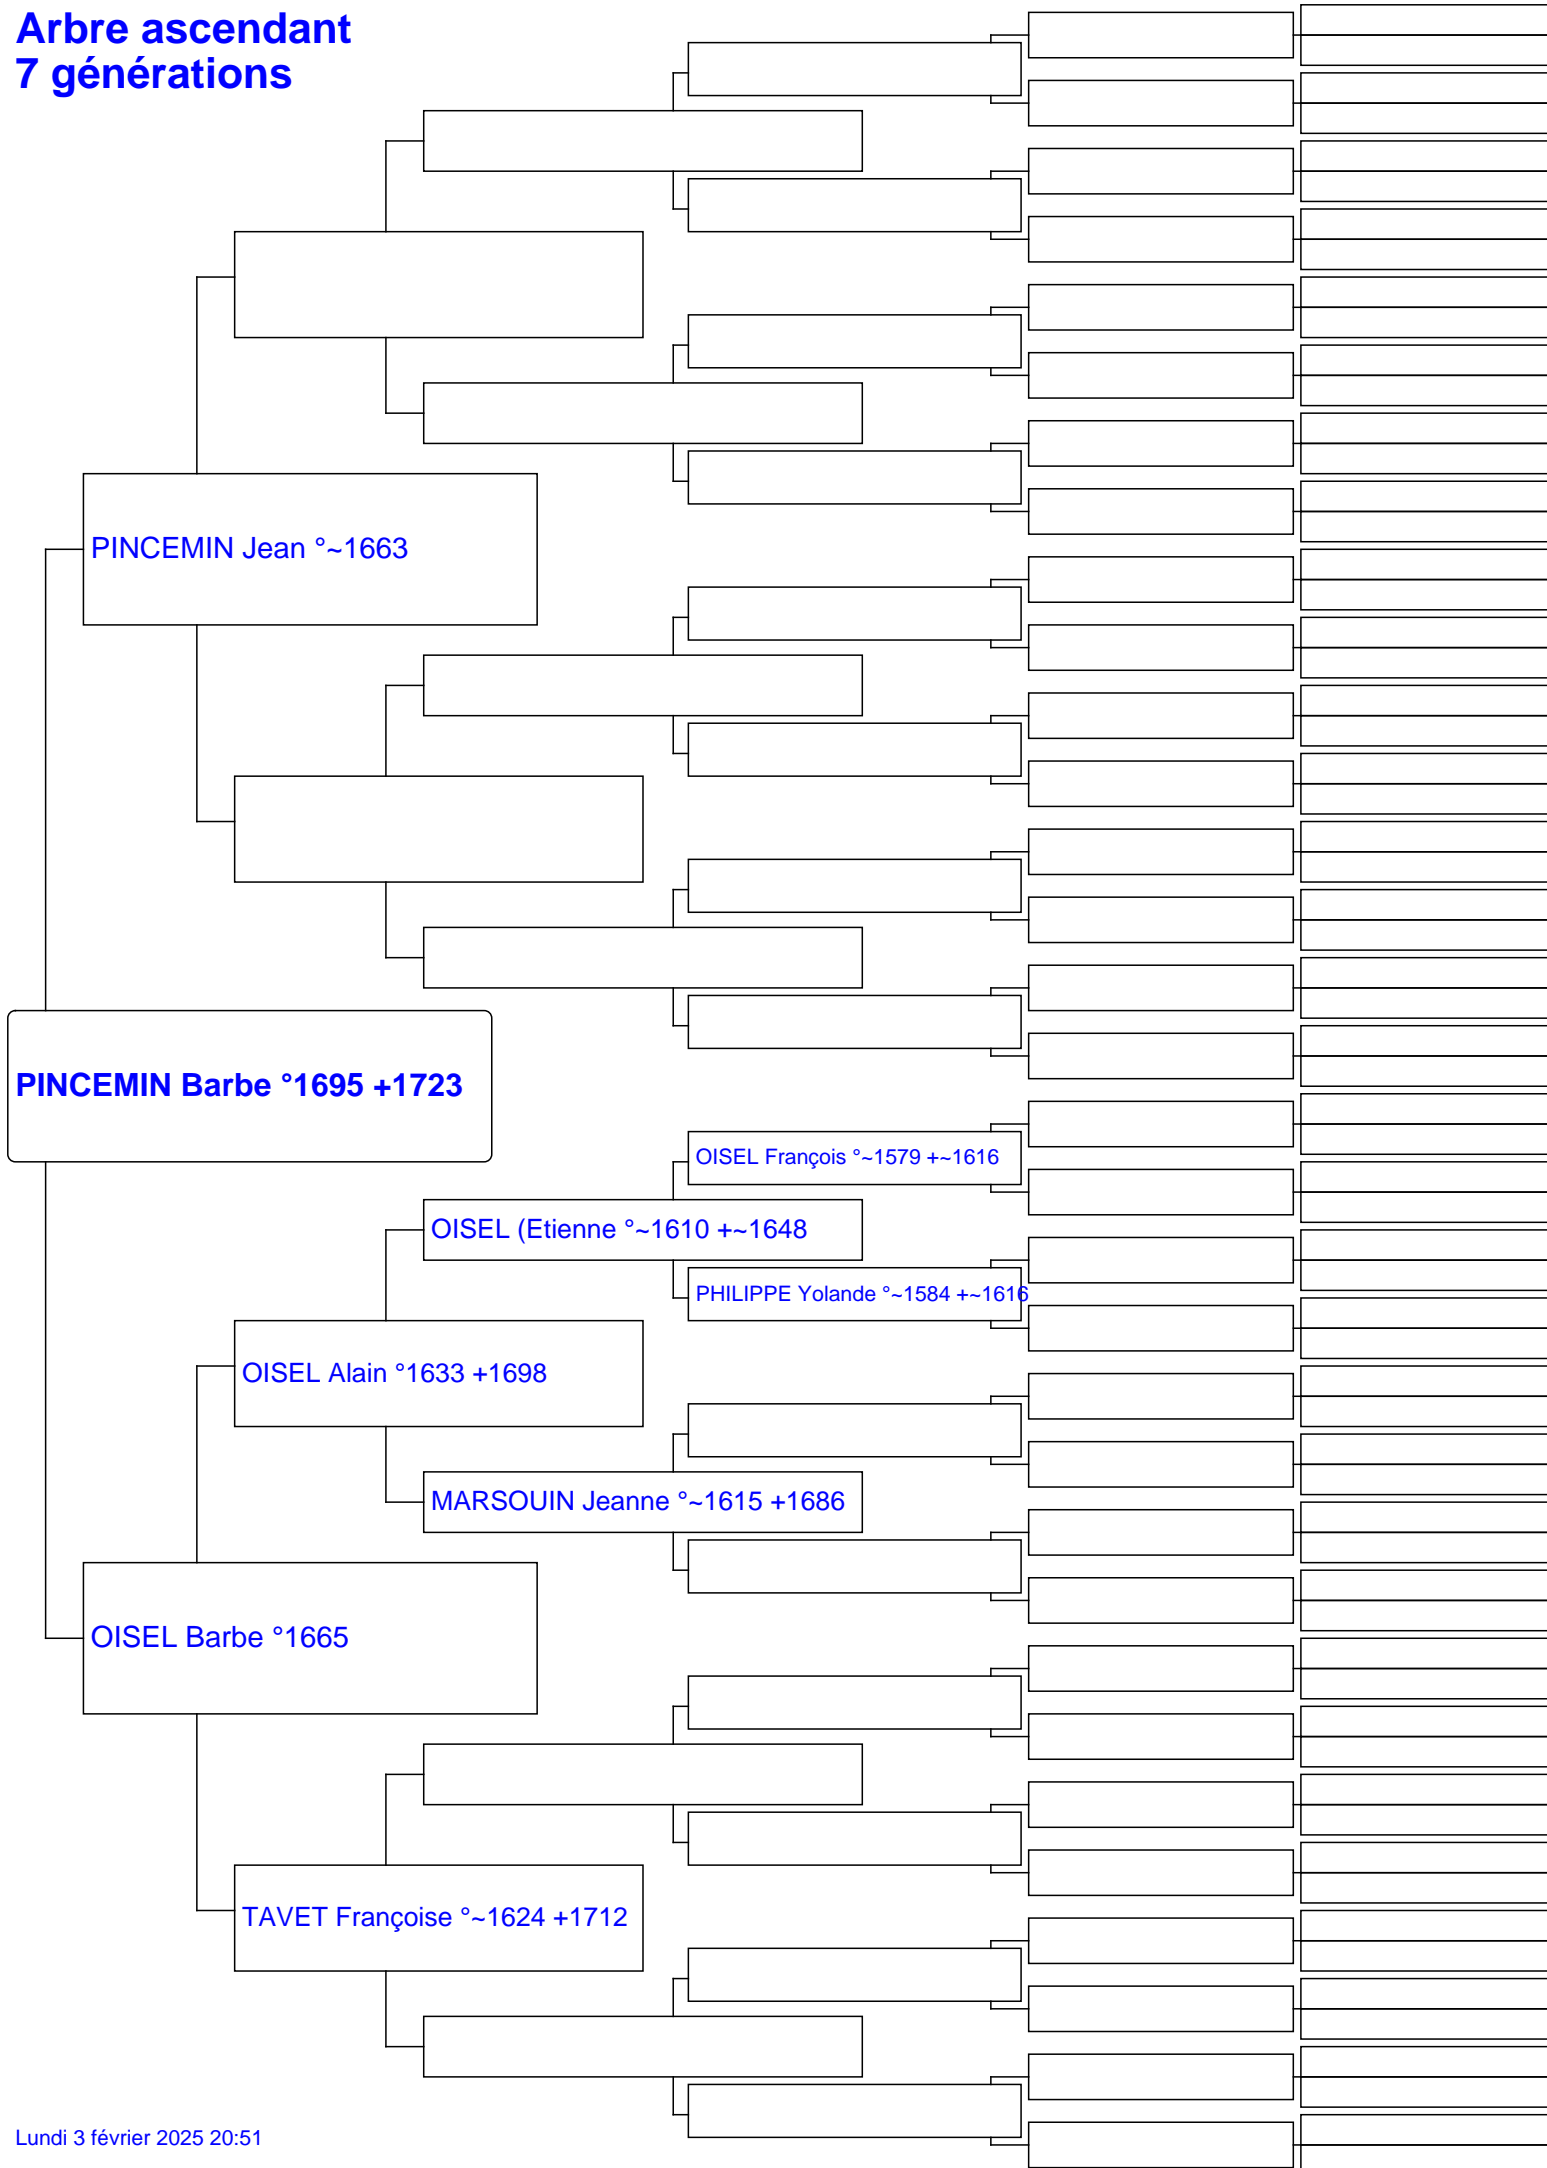 Arbre ascendant
7 générations
PINCEMIN Jean °~1663
PINCEMIN Barbe °1695 +1723
OISEL François °~1579 +~1616
OISEL (Etienne °~1610 +~1648
PHILIPPE Yolande °~1584 +~1616
OISEL Alain °1633 +1698
MARSOUIN Jeanne °~1615 +1686
OISEL Barbe °1665
TAVET Françoise °~1624 +1712
Lundi 3 février 2025 20:51